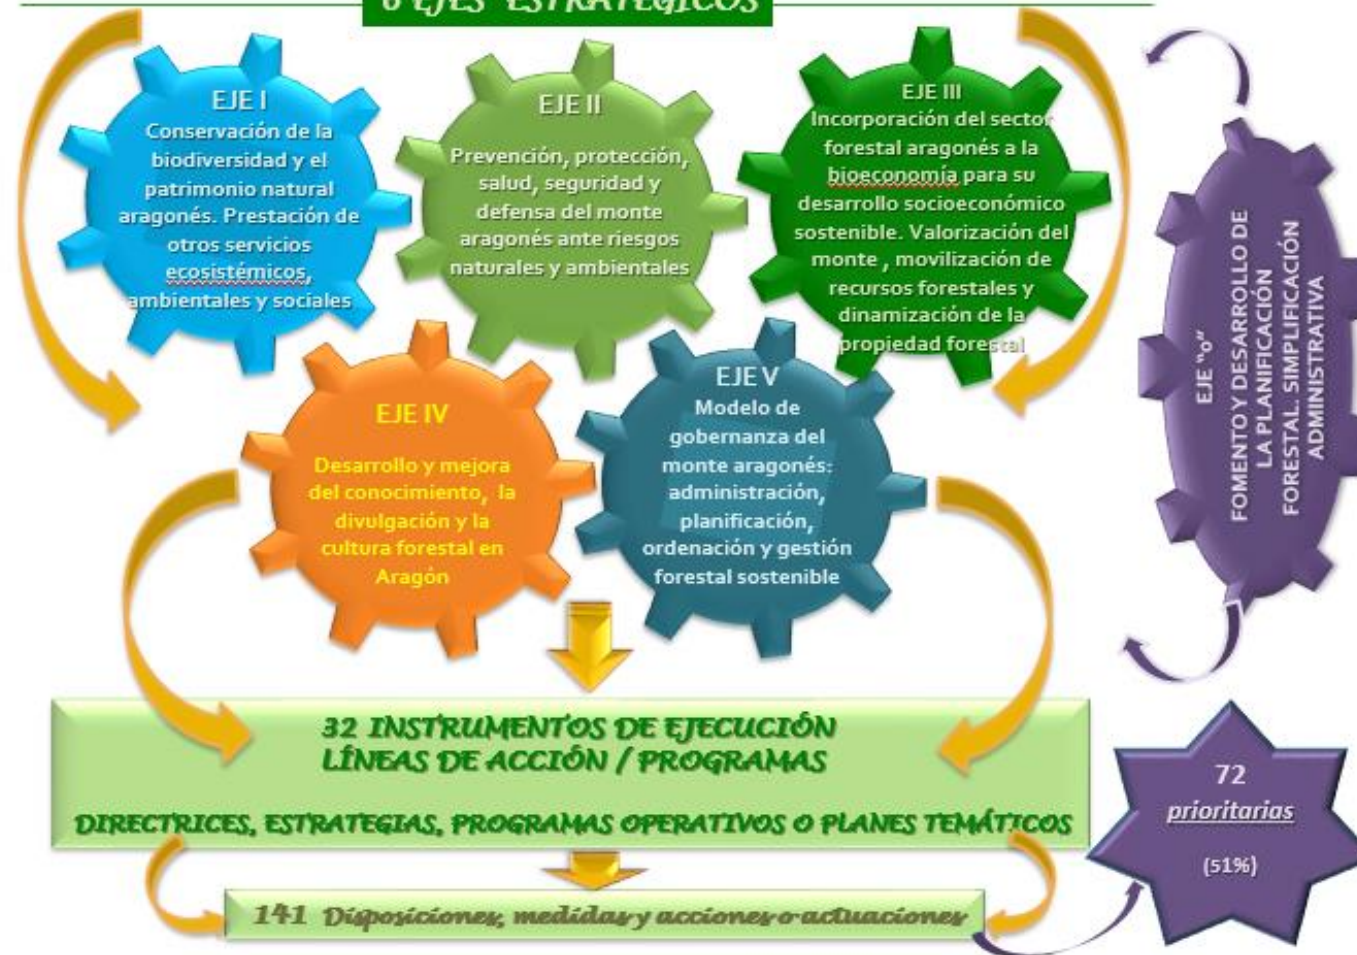 6 EJES ESTRATÉGICOS
EJE I
Conservación de la
biodiversidad y el
patrimonio natural
aragonés. Prestación de
otros servicios
ecosistémicos,
ambientales y sociales
EJE II
Prevención, protección,
salud, seguridad y
defensa del monte
aragonés ante riesgos
naturales y ambientales
EJE III
Incorporación del sector
forestal aragonés a la
bioeconomía para su
desarrollo socioeconómico
sostenible. Valorización del
monte , movilización de
recursos forestales y
dinamización de la
propiedad forestal
EJE IV
Desarrollo y mejora
del conocimiento, la
divulgación y la
cultura forestal en
Aragón
EJE V
Modelo de
gobernanza del
monte aragonés:
administración,
planificación,
ordenación y gestión
forestal sostenible
EJE "0"
FOMENTO Y DESARROLLO DE
LA PLANIFICACIÓN
FORESTAL. SIMPLIFICACIÓN
ADMINISTRATIVA
32 INSTRUMENTOS DE EJECUCIÓN
LÍNEAS DE ACCIÓN / PROGRAMAS
DIRECTRICES, ESTRATEGIAS, PROGRAMAS OPERATIVOS O PLANES TEMÁTICOS
141 Disposiciones, medidas y acciones o actuaciones
72
prioritarias
(51%)